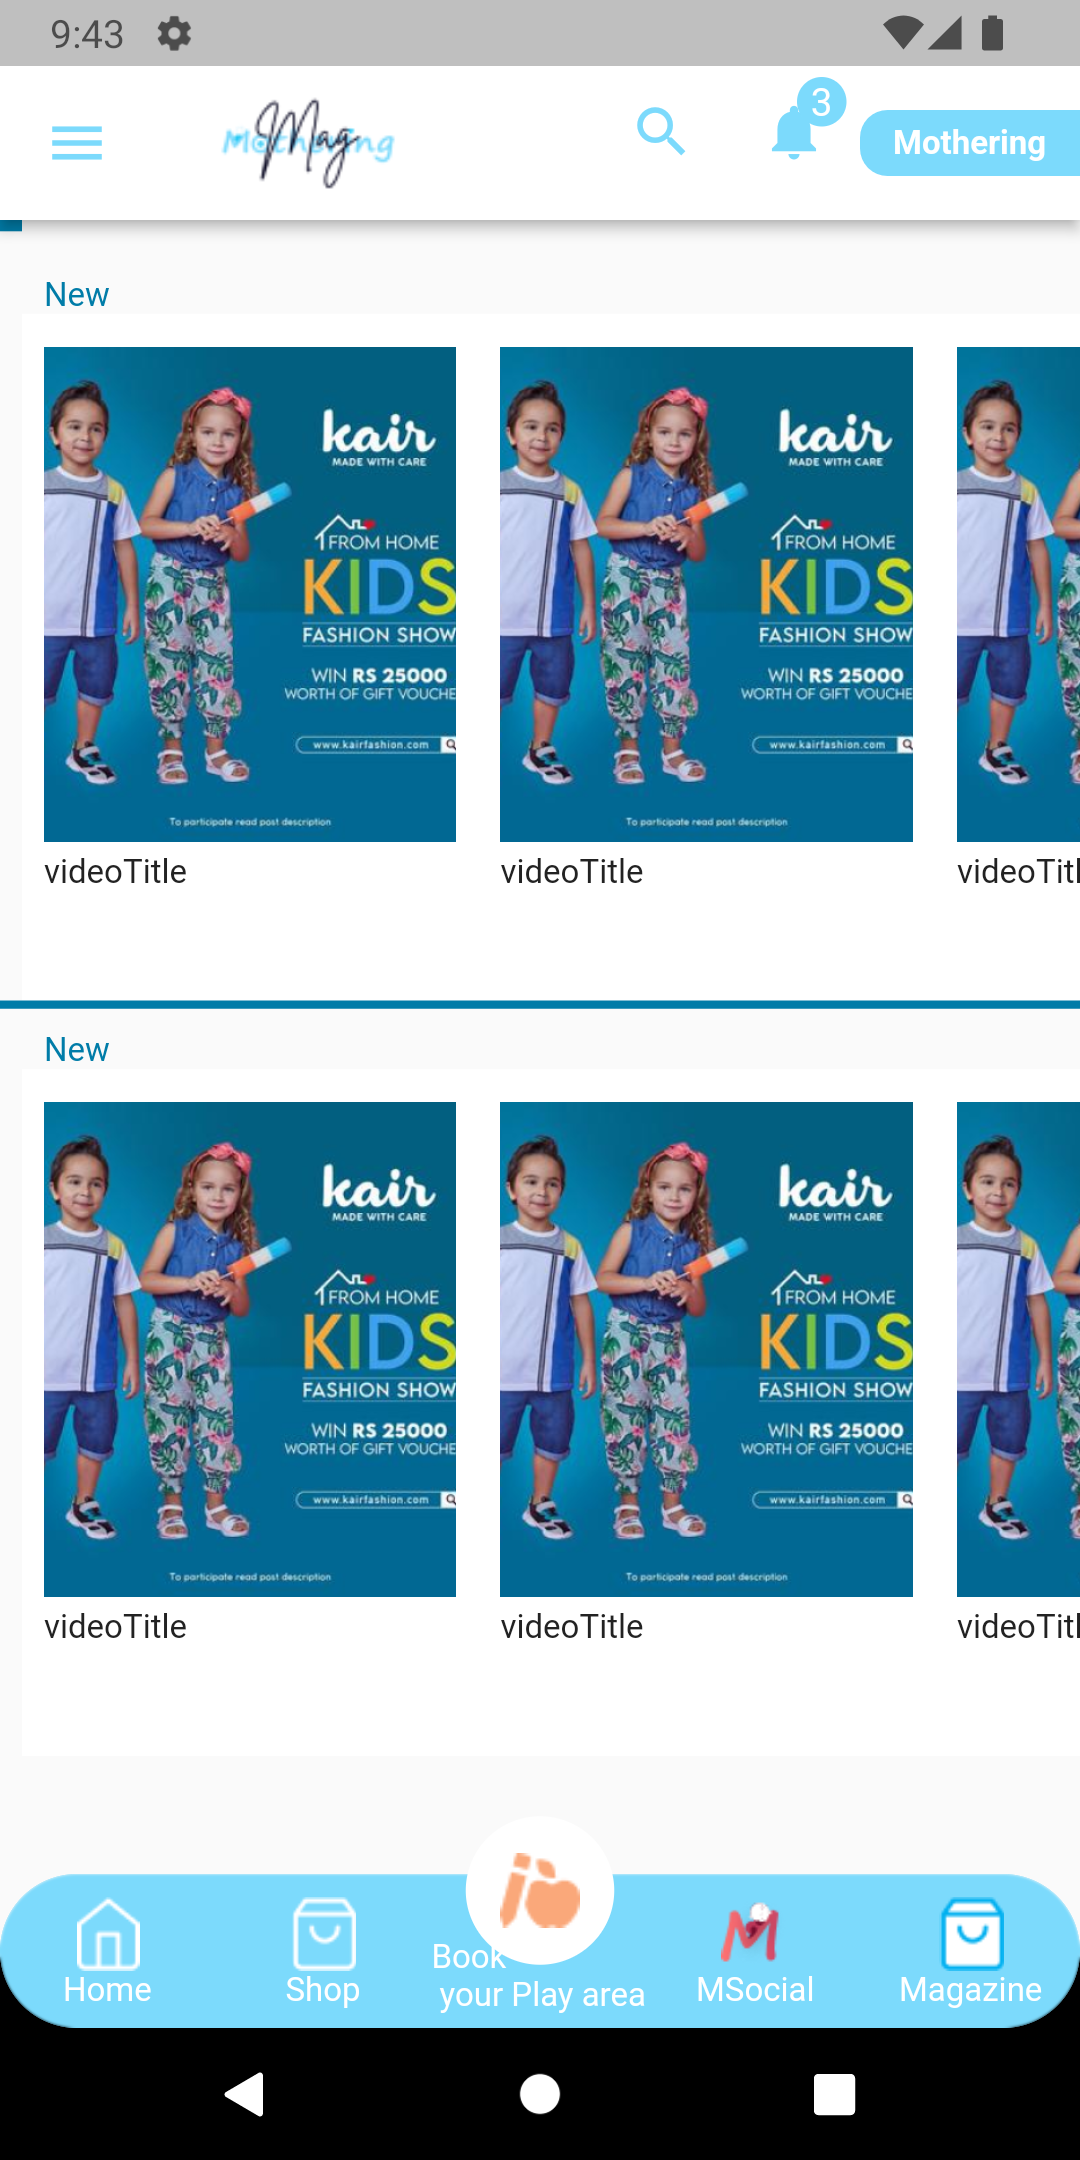 9:43
Mothering
Mag
3
Mothering
New
kair
MADE WITH CARE
FROM HOME
KIDS
FASHION SHOW
WIN RS 25000
WORTH OF GIFT VOUCHE
www.kairfashion.com
To participate read post description
videoTitle
kair
MADE WITH CARE
FROM HOME
KIDS
FASHION SHOW
WIN RS 25000
WORTH OF GIFT VOUCHE
www.kairfashion.com
To participate read post description
videoTitle
videoTitl
New
kair
MADE WITH CARE
FROM HOME
KIDS
FASHION SHOW
WIN RS 25000
WORTH OF GIFT VOUCHE
www.kairfashion.com
To participate read post description
videoTitle
kair
MADE WITH CARE
FROM HOME
KIDS
FASHION SHOW
WIN RS 25000
WORTH OF GIFT VOUCHE
www.kairfashion.com
To participate read post description
videoTitle
videoTitl
Home
Shop
Book
your Play area
M
MSocial
Magazine